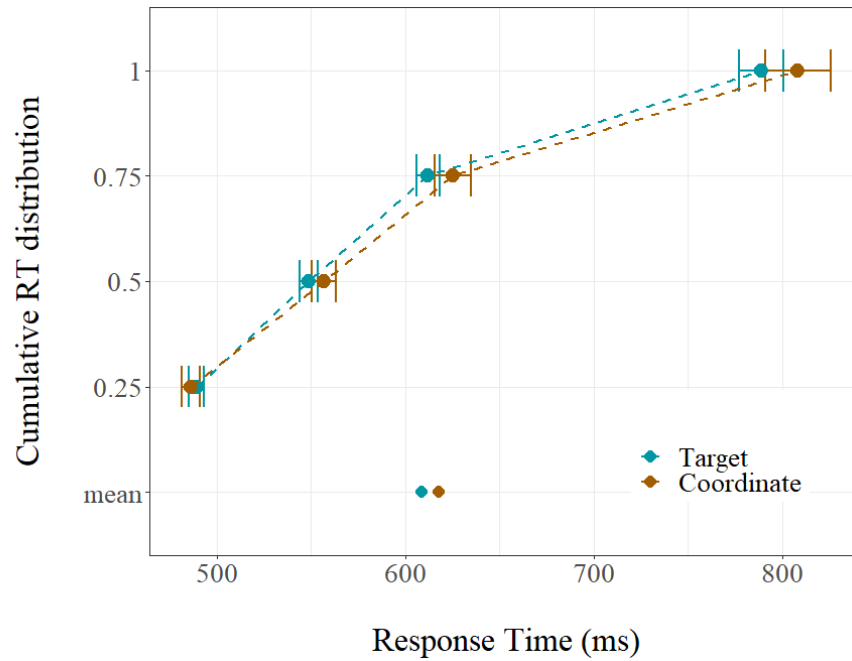 Cumulative RT distribution
1
0.75
0.5
0.25
mean
Target
Coordinate
500 600 700 800
Response Time (ms)